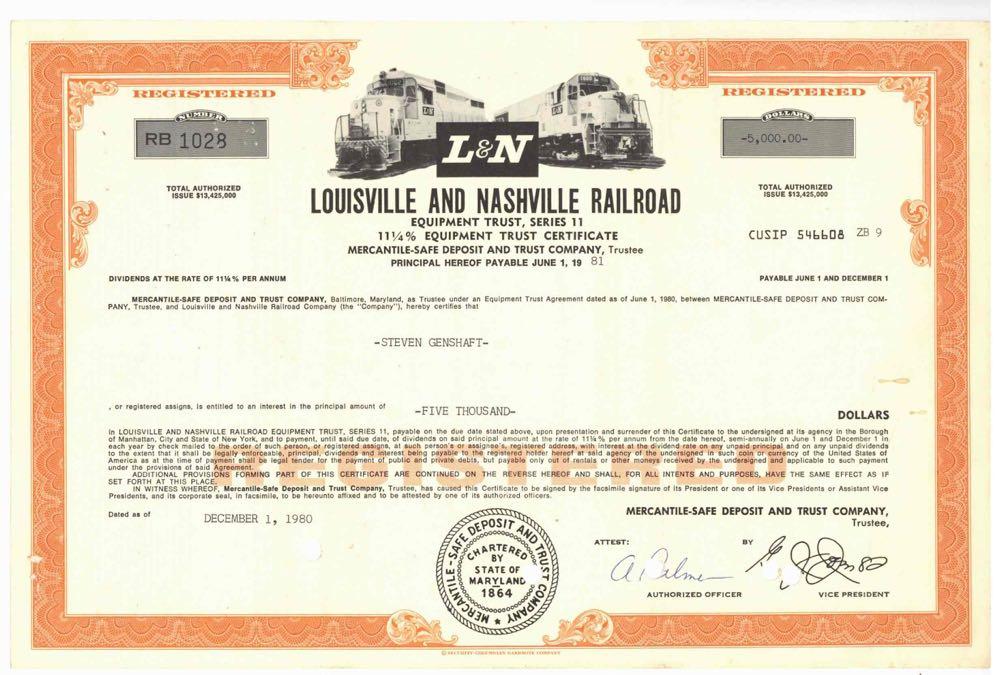 REGISTERED
REGISTERED
NUMBER
RB 1028
DOLLARS
-5,000.00-
L&N
TOTAL AUTHORIZED
ISSUE $13,425,000
TOTAL AUTHORIZED
ISSUE $13,425,000
LOUISVILLE AND NASHVILLE RAILROAD
EQUIPMENT TRUST, SERIES 11
11¼% EQUIPMENT TRUST CERTIFICATE
CUSIP 546608 ZB 9
MERCANTILE-SAFE DEPOSIT AND TRUST COMPANY, Trustee
PRINCIPAL HEREOF PAYABLE JUNE 1, 19 81
DIVIDENDS AT THE RATE OF 11¼% PER ANNUM
PAYABLE JUNE 1 AND DECEMBER 1
MERCANTILE-SAFE DEPOSIT AND TRUST COMPANY, Baltimore, Maryland, as Trustee under an Equipment Trust Agreement dated as of June 1, 1980, between MERCANTILE-SAFE DEPOSIT AND TRUST COM-
PANY, Trustee, and Louisville and Nashville Railroad Company (the "Company"), hereby certifies that
-STEVEN GENSHAFT-
, or registered assigns, is entitled to an interest in the principal amount of
-FIVE THOUSAND-
DOLLARS
In LOUISVILLE AND NASHVILLE RAILROAD EQUIPMENT TRUST, SERIES 11, payable on the due date stated above, upon presentation and surrender of this Certificate to the undersigned at its agency in the Borough
of Manhattan, City and State of New York, and to payment, until said due date, of dividends on said principal amount at the rate of 11¼% per annum from the date hereof, semi-annually on June 1 and December 1 in
each year by check mailed to the order of such person, or registered assigns, at such person's or assignee's, registered address, with interest at the dividend rate on any unpaid principal and on any unpaid dividends
to the extent that it shall be legally enforceable, principal, dividends and interest being payable to the registered holder hereof at said agency of the undersigned in such coin or currency of the United States of
America as at the time of payment shall be legal tender for the payment of public and private debts, but payable only out of rentals or other moneys received by the undersigned and applicable to such payment
under the provisions of said Agreement.
ADDITIONAL PROVISIONS FORMING PART OF THIS CERTIFICATE ARE CONTINUED ON THE REVERSE HEREOF AND SHALL, FOR ALL INTENTS AND PURPOSES, HAVE THE SAME EFFECT AS IF
SET FORTH AT THIS PLACE.
IN WITNESS WHEREOF, Mercantile-Safe Deposit and Trust Company, Trustee, has caused this Certificate to be signed by the facsimile signature of its President or one of its Vice Presidents or Assistant Vice
Presidents, and its corporate seal, in facsimile, to be hereunto affixed and to be attested by one of its authorized officers.
REGISTERED
Dated as of
DECEMBER 1, 1980
MERCANTILE-SAFE DEPOSIT AND TRUST COMPANY,
Trustee,
MERCANTILE-SAFE DEPOSIT AND TRUST COMPANY
CHARTERED
BY
STATE OF
MARYLAND
1864
ATTEST:
BY
AUTHORIZED OFFICER
VICE PRESIDENT
© SECURITY-COLUMBIAN BANKNOTE COMPANY